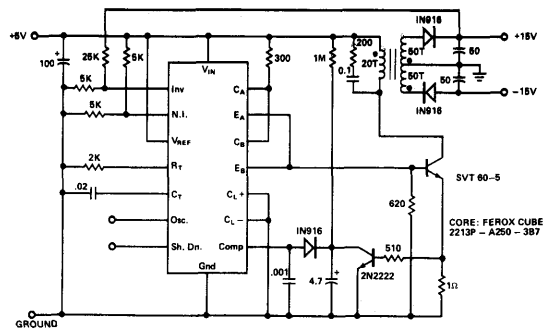 IN916
+5V
+15V
100
+
25K
5K
300
1M
200
20T
50T
50
VIN
0.1
5K
Inv
CA
50T
50
-15V
5K
N.I.
EA
IN916
VREF
CB
2K
RT
EB
SVT 60-5
.02
CT
CL +
620
Osc.
CL -
CORE: FEROX CUBE
2213P - A250 - 3B7
IN916
Sh. Dn.
Comp
510
Gnd
.001
4.7
+
2N2222
1Ω
GROUND